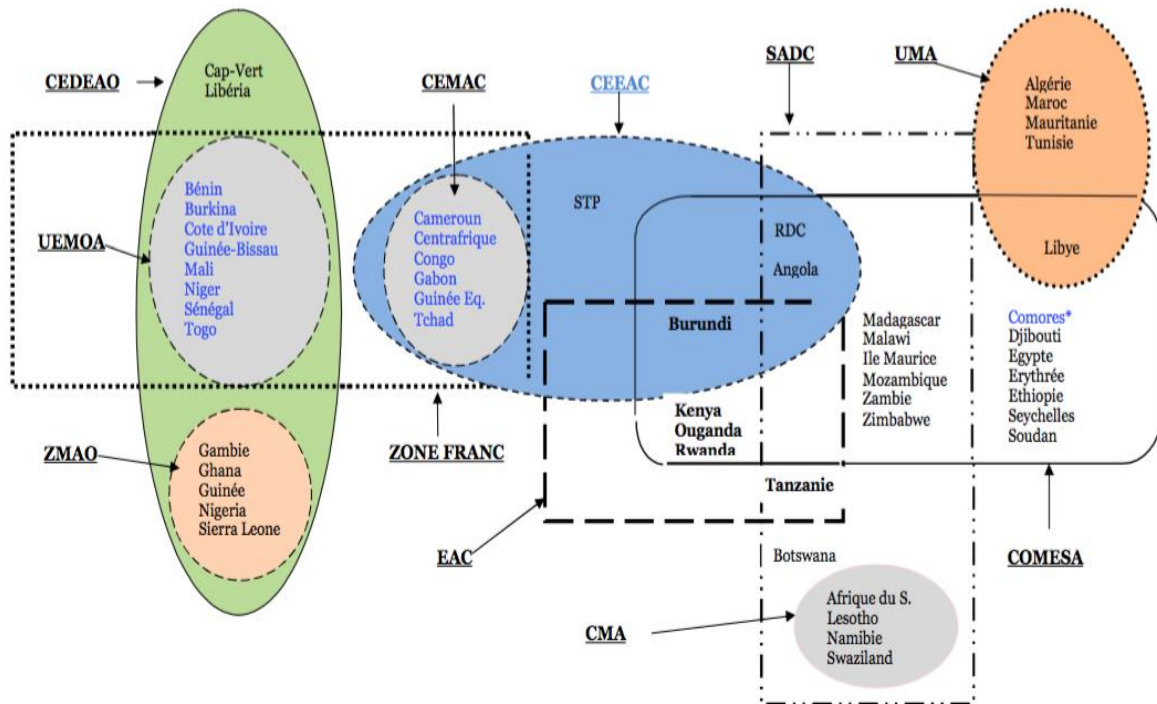 CEDEAO
Cap-Vert
Libéria
CEMAC
CEEAC
SADC
UMA
Algérie
Maroc
Mauritanie
Tunisie
UEMOA
Bénin
Burkina
Cote d'Ivoire
Guinée-Bissau
Mali
Niger
Sénégal
Togo
Cameroun
Centrafrique
Congo
Gabon
Guinée Eq.
Tchad
STP
RDC
Angola
Libye
Burundi
Madagascar
Malawi
Ile Maurice
Mozambique
Zambie
Zimbabwe
Comores*
Djibouti
Egypte
Erythrée
Ethiopie
Seychelles
Soudan
Kenya
Ouganda
Rwanda
ZMAO
Gambie
Ghana
Guinée
Nigeria
Sierra Leone
ZONE FRANC
Tanzanie
EAC
Botswana
COMESA
CMA
Afrique du S.
Lesotho
Namibie
Swaziland